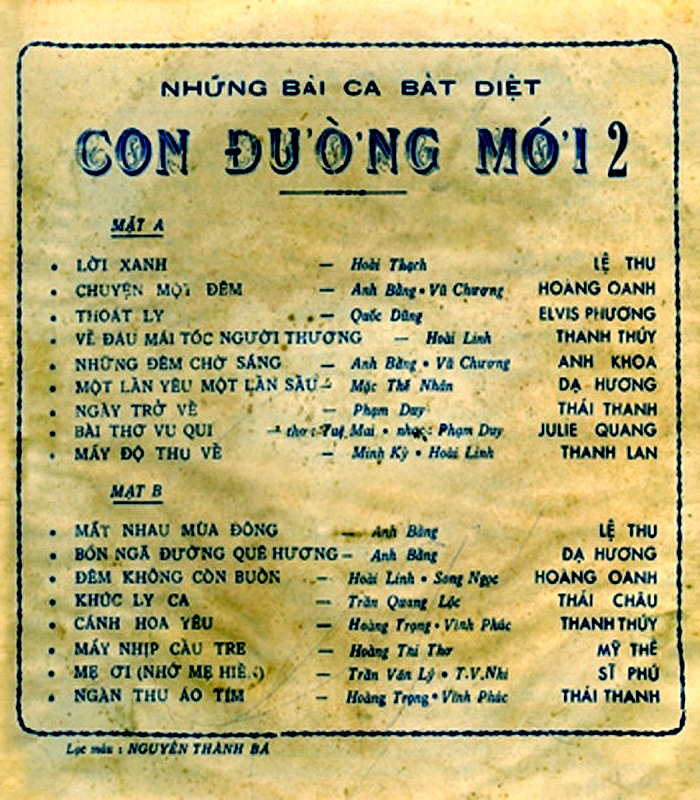 NHỮNG BÀI CA BẤT DIỆT
CON ĐƯỜNG MỚI 2
MẶT A
• LỜI XANH — Hoài Thạch LỆ THU
• CHUYỆN MỘT ĐÊM — Anh Bằng • Vũ Chương HOÀNG OANH
• THOÁT LY — Quốc Dũng ELVIS PHƯƠNG
• VỀ ĐÂU MÁI TÓC NGƯỜI THƯƠNG — Hoài Linh THANH THÚY
• NHỮNG ĐÊM CHỜ SÁNG — Anh Bằng • Vũ Chương ANH KHOA
• MỘT LẦN YÊU MỘT LẦN SẦU — Mặc Thế Nhân DẠ HƯƠNG
• NGÀY TRỞ VỀ — Phạm Duy THÁI THANH
• BÀI THƠ VU QUI — thơ : Tuệ Mai • nhạc : Phạm Duy JULIE QUANG
• MẤY ĐỘ THU VỀ — Minh Kỳ • Hoài Linh THANH LAN
MẶT B
• MẤT NHAU MÙA ĐÔNG — Anh Bằng LỆ THU
• BỐN NGÃ ĐƯỜNG QUÊ HƯƠNG — Anh Bằng DẠ HƯƠNG
• ĐÊM KHÔNG CÒN BUỒN — Hoài Linh • Song Ngọc HOÀNG OANH
• KHÚC LY CA — Trần Quang Lộc THÁI CHÂU
• CÁNH HOA YÊU — Hoàng Trọng • Vĩnh Phúc THANH THÚY
• MẤY NHỊP CẦU TRE — Hoàng Thi Thơ MỸ THỂ
• MẸ ƠI (NHỚ MẸ HIỀN) — Trần Văn Lý • T.V.Nhi SĨ PHÚ
• NGÀN THU ÁO TÍM — Hoàng Trọng • Vĩnh Phúc THÁI THANH
Lọc màu : NGUYỄN THÀNH BÁ